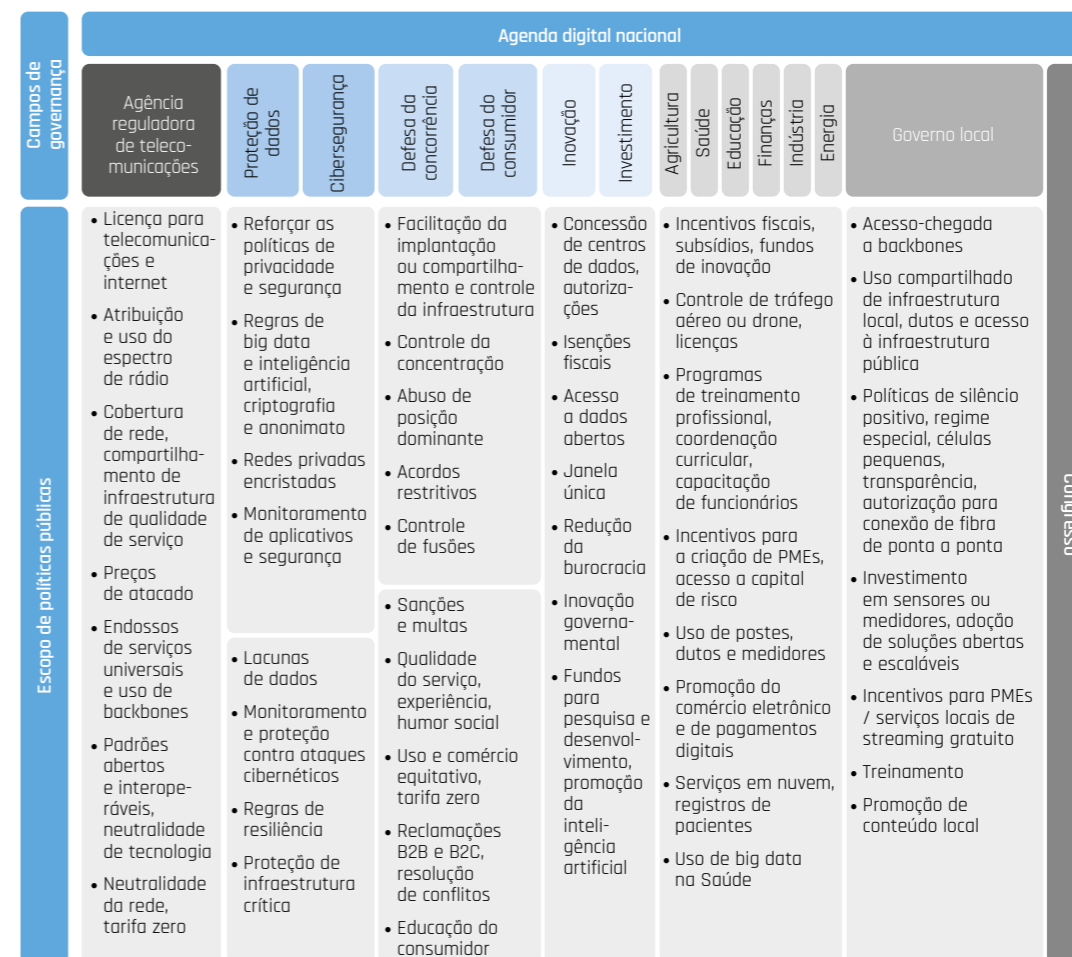 Agenda digital nacional
Campos de
governança
Agência
reguladora
de teleco-
municações
Proteção de
dados
Cibersegurança
Defesa da
concorrência
Defesa do
consumidor
Inovação
Investimento
Agricultura
Saúde
Educação
Finanças
Indústria
Energia
Governo local
Congresso
Escopo de políticas públicas
• Licença para
telecomunica-
ções e
internet
• Atribuição
e uso do
espectro
de rádio
• Cobertura
de rede,
compartilha-
mento de
infraestrutura
de qualidade
de serviço
• Preços
de atacado
• Endossos
de serviços
universais
e uso de
backbones
• Padrões
abertos
e interope-
ráveis,
neutralidade
de tecnologia
• Neutralidade
da rede,
tarifa zero
• Reforçar as
políticas de
privacidade
e segurança
• Regras de
big data
e inteligência
artificial,
criptografia
e anonimato
• Redes privadas
encristadas
• Monitoramento
de aplicativos
e segurança
• Lacunas
de dados
• Monitoramento
e proteção
contra ataques
cibernéticos
• Regras de
resiliência
• Proteção de
infraestrutura
crítica
• Facilitação da
implantação
ou compartilha-
mento e controle
da infraestrutura
• Controle da
concentração
• Abuso de
posição
dominante
• Acordos
restritivos
• Controle
de fusões
• Sanções
e multas
• Qualidade
do serviço,
experiência,
humor social
• Uso e comércio
equitativo,
tarifa zero
• Reclamações
B2B e B2C,
resolução
de conflitos
• Educação do
consumidor
• Concessão
de centros
de dados,
autoriza-
ções
• Isenções
fiscais
• Acesso
a dados
abertos
• Janela
única
• Redução
da
burocracia
• Inovação
governa-
mental
• Fundos
para
pesquisa e
desenvol-
vimento,
promoção
da
inteli-
gência
artificial
• Incentivos fiscais,
subsídios, fundos
de inovação
• Controle de tráfego
aéreo ou drone,
licenças
• Programas
de treinamento
profissional,
coordenação
curricular,
capacitação
de funcionários
• Incentivos para
a criação de PMEs,
acesso a capital
de risco
• Uso de postes,
dutos e medidores
• Promoção do
comércio eletrônico
e de pagamentos
digitais
• Serviços em nuvem,
registros de
pacientes
• Uso de big data
na Saúde
• Acesso-chegada
a backbones
• Uso compartilhado
de infraestrutura
local, dutos e acesso
à infraestrutura
pública
• Políticas de silêncio
positivo, regime
especial, células
pequenas,
transparência,
autorização para
conexão de fibra
de ponta a ponta
• Investimento
em sensores ou
medidores, adoção
de soluções abertas
e escaláveis
• Incentivos para PMEs
/ serviços locais de
streaming gratuito
• Treinamento
• Promoção de
conteúdo local